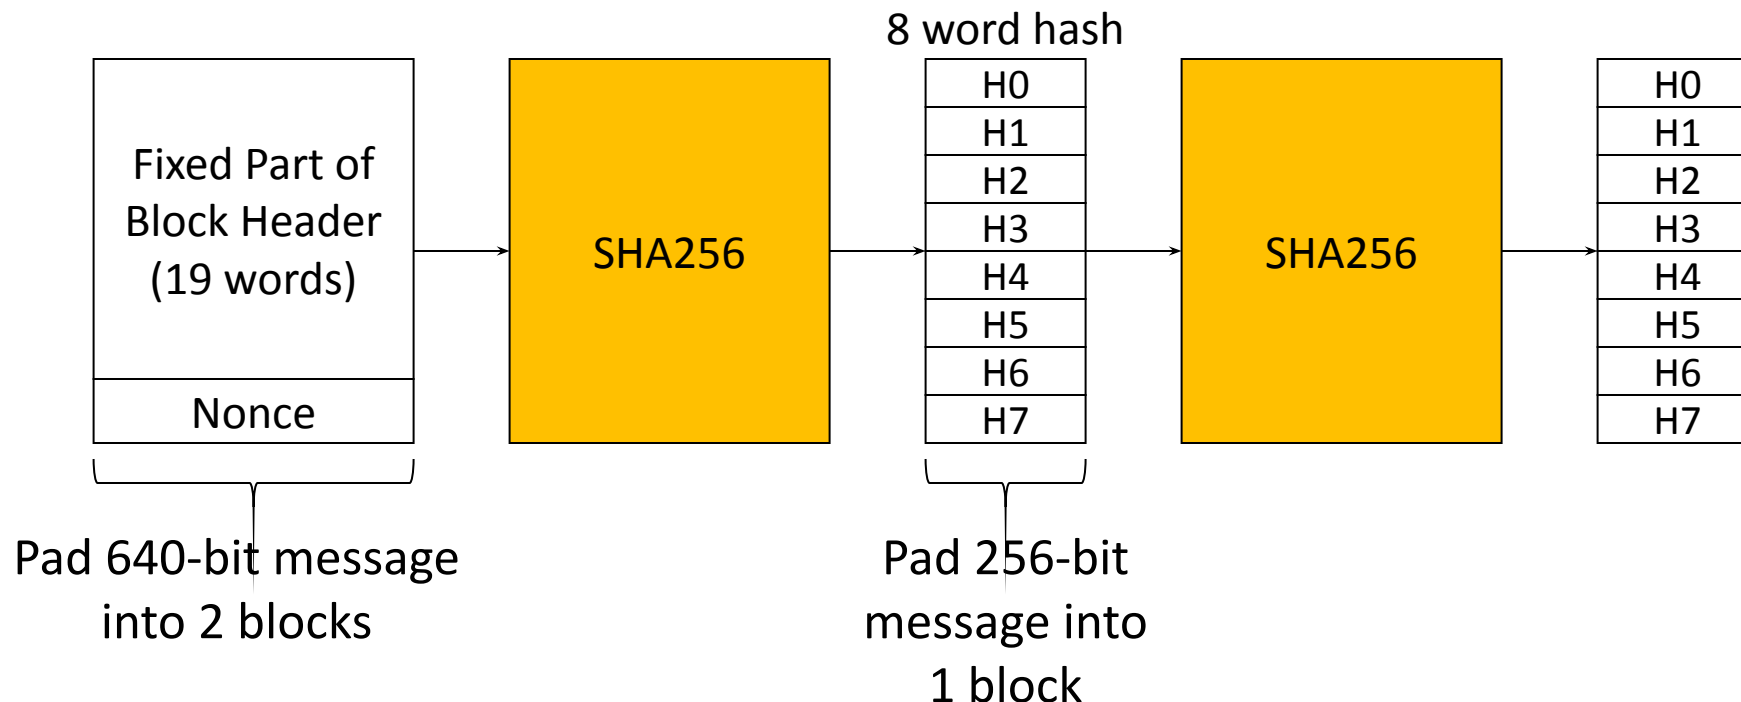 8 word hash
Fixed Part of
Block Header
(19 words)
Nonce
SHA256
H0
H1
H2
H3
H4
H5
H6
H7
SHA256
H0
H1
H2
H3
H4
H5
H6
H7
Pad 640-bit message
into 2 blocks
Pad 256-bit
message into
1 block